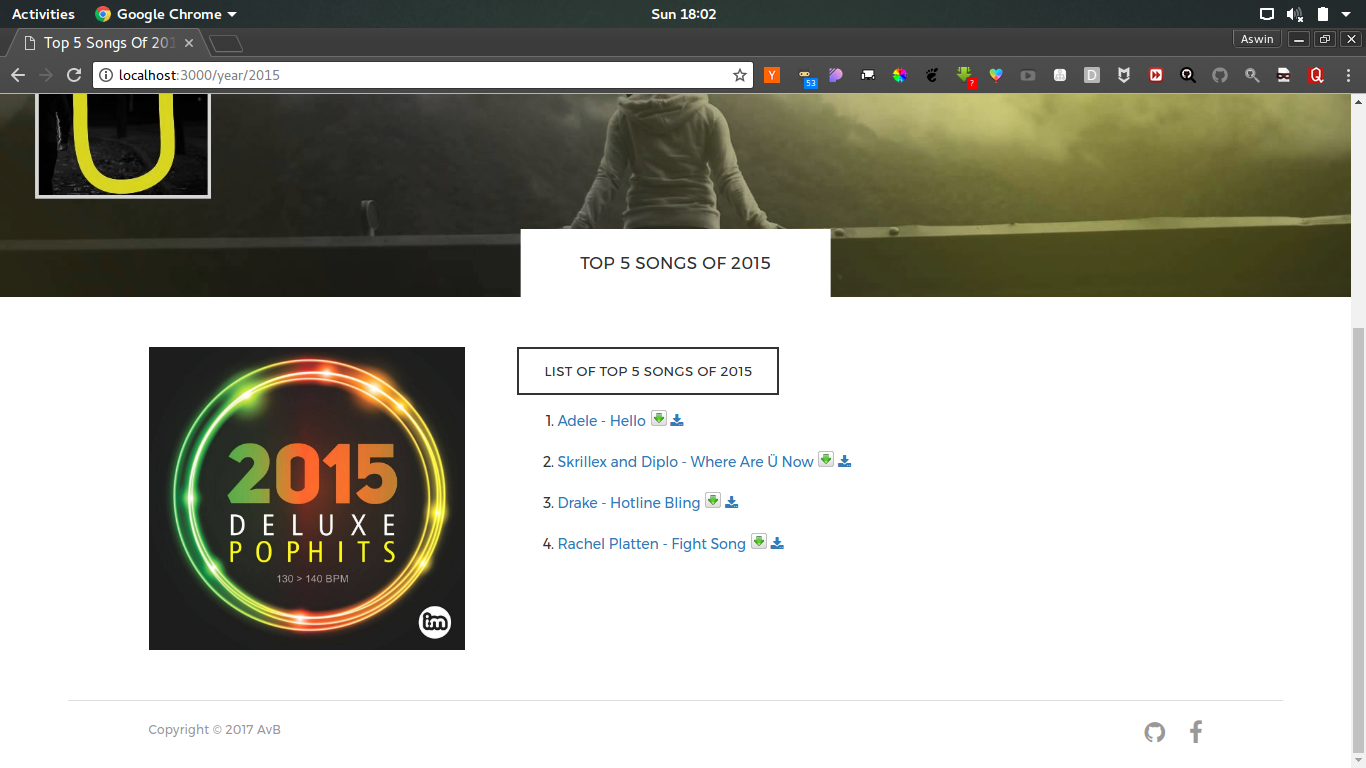 Activities Google Chrome Sun 18:02
Top 5 Songs Of 201 Aswin
localhost:3000/year/2015
Y 53 D ?
U
TOP 5 SONGS OF 2015
2015
DELUXE
POPHITS
130 > 140 BPM
im
LIST OF TOP 5 SONGS OF 2015
1. Adele - Hello
2. Skrillex and Diplo - Where Are Ü Now
3. Drake - Hotline Bling
4. Rachel Platten - Fight Song
Copyright © 2017 AvB